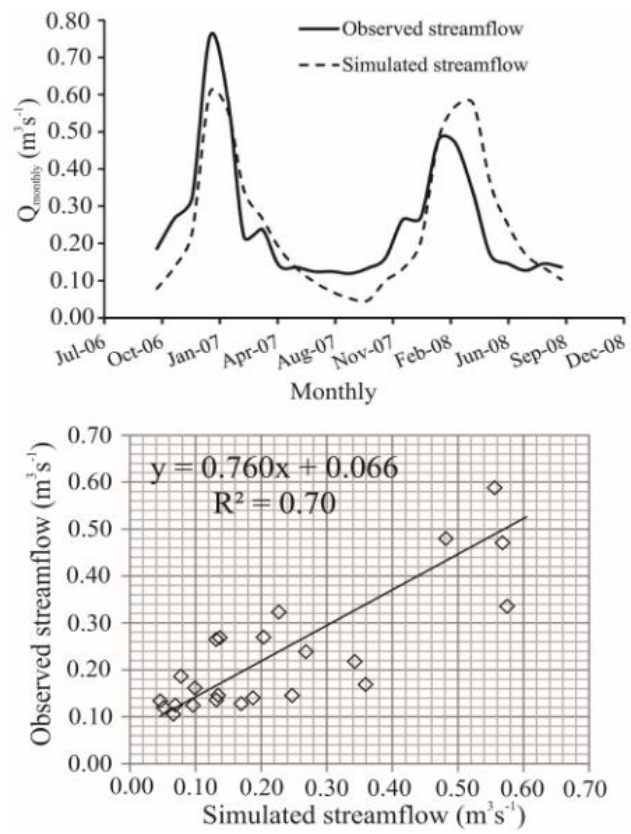 0.80
Observed streamflow
0.70
Simulated streamflow
0.60
0.50
0.40
0.30
0.20
0.10
0.00
Q monthly (m³s⁻¹)
Jul-06 Oct-06 Jan-07 Apr-07 Aug-07 Nov-07 Feb-08 Jun-08 Sep-08 Dec-08
Monthly
0.70
y = 0.760x + 0.066
0.60
R² = 0.70
0.50
0.40
0.30
0.20
0.10
0.00
Observed streamflow (m³s⁻¹)
0.00 0.10 0.20 0.30 0.40 0.50 0.60 0.70
Simulated streamflow (m³s⁻¹)